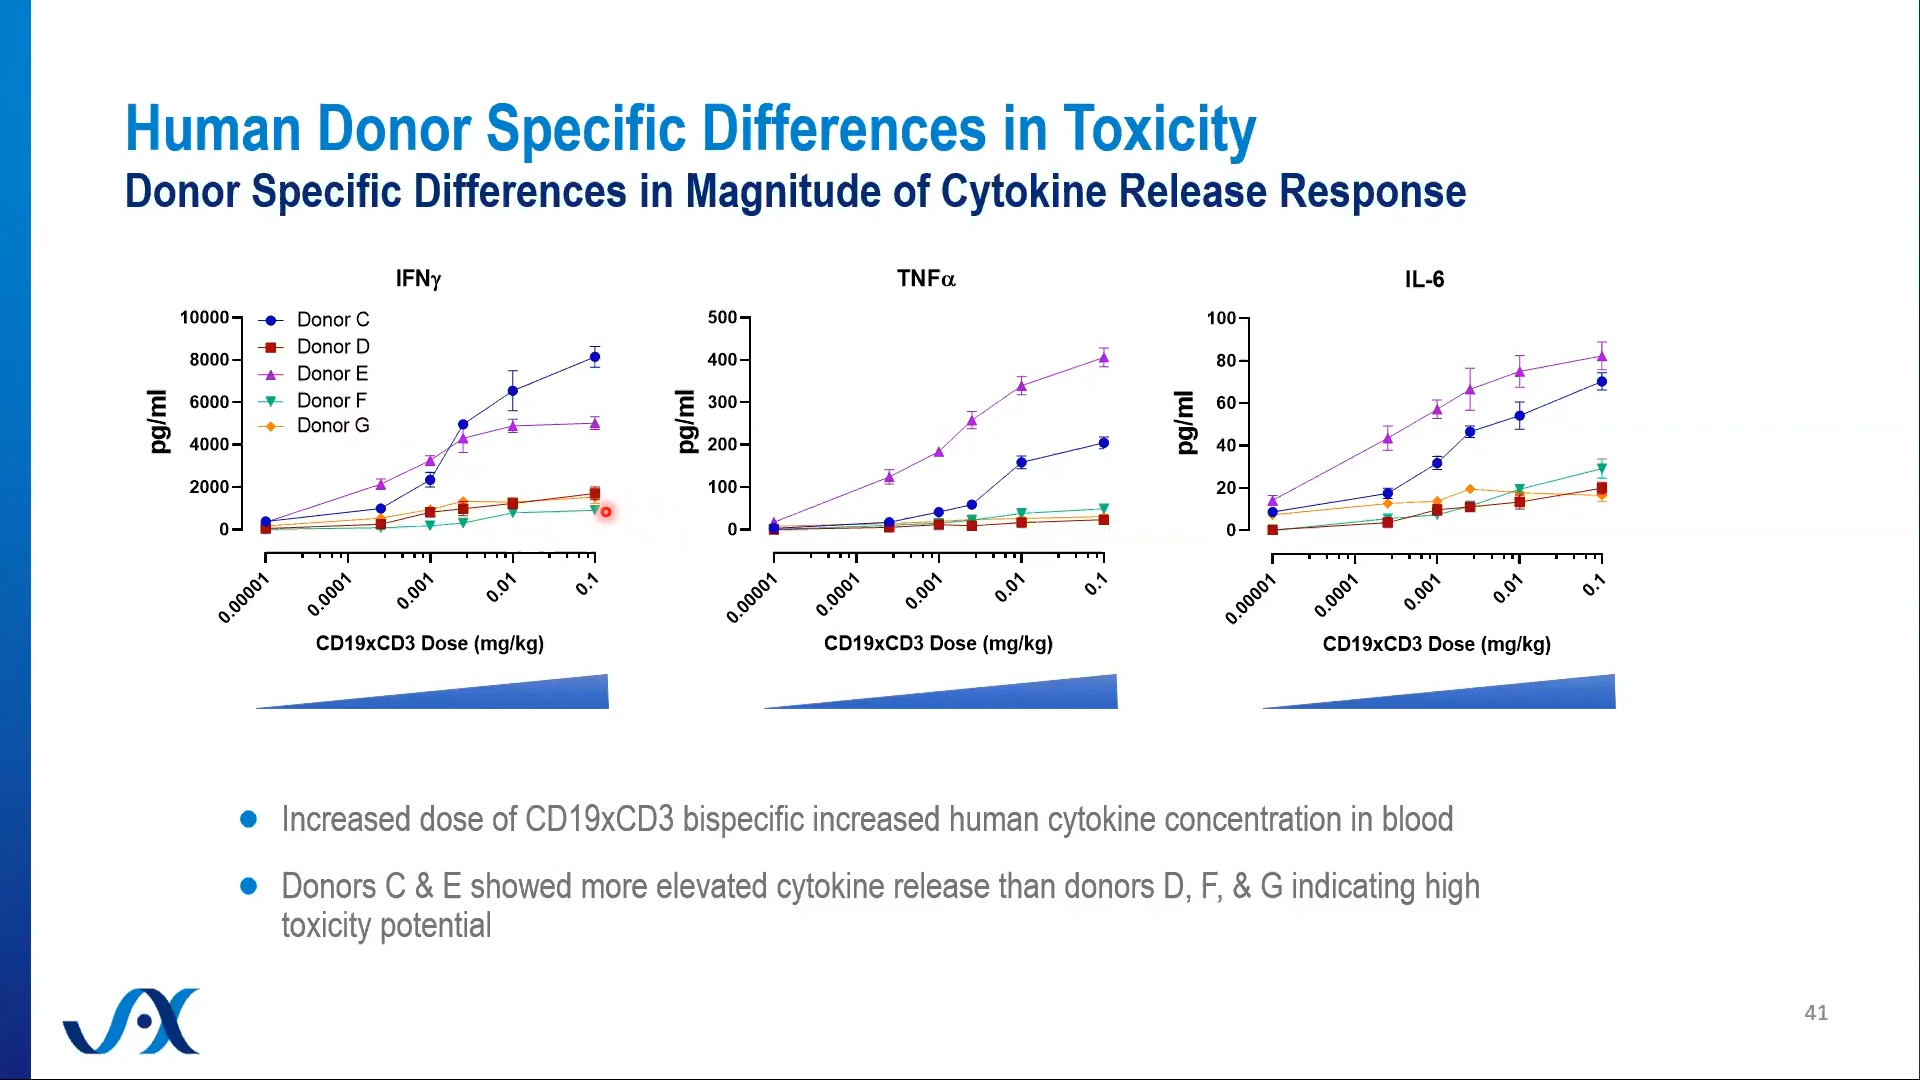 Human Donor Specific Differences in Toxicity
Donor Specific Differences in Magnitude of Cytokine Release Response
IFNγ
10000
8000
6000
4000
2000
0
pg/ml
Donor C
Donor D
Donor E
Donor F
Donor G
0.00001
0.0001
0.001
0.01
0.1
CD19xCD3 Dose (mg/kg)
TNFα
500
400
300
200
100
0
pg/ml
0.00001
0.0001
0.001
0.01
0.1
CD19xCD3 Dose (mg/kg)
IL-6
100
80
60
40
20
0
pg/ml
0.00001
0.0001
0.001
0.01
0.1
CD19xCD3 Dose (mg/kg)
Increased dose of CD19xCD3 bispecific increased human cytokine concentration in blood
Donors C & E showed more elevated cytokine release than donors D, F, & G indicating high
toxicity potential
JAX
41